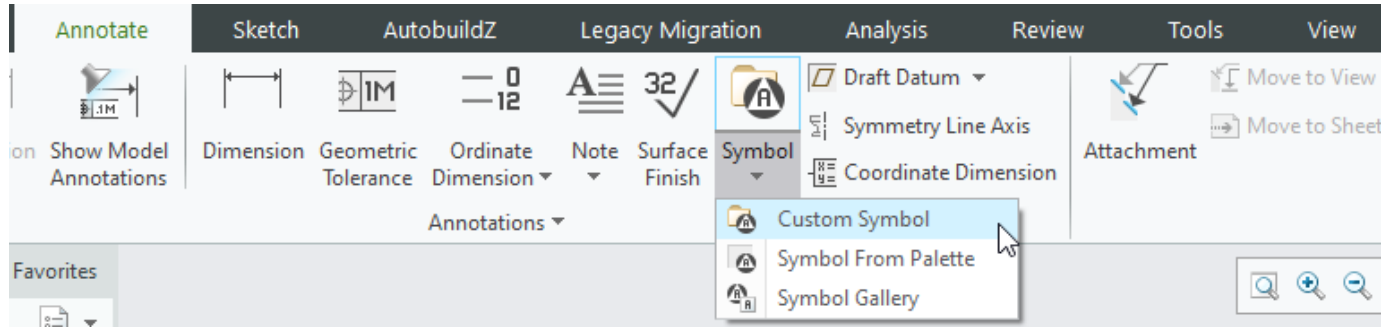 Annotate Sketch AutobuildZ Legacy Migration Analysis Review Tools View
Show Model Annotations
Dimension
Geometric Tolerance
Ordinate Dimension
Note
Surface Finish
Symbol
Draft Datum
Symmetry Line Axis
Coordinate Dimension
Attachment
Move to View
Move to Sheet
Annotations
Custom Symbol
Symbol From Palette
Symbol Gallery
Favorites